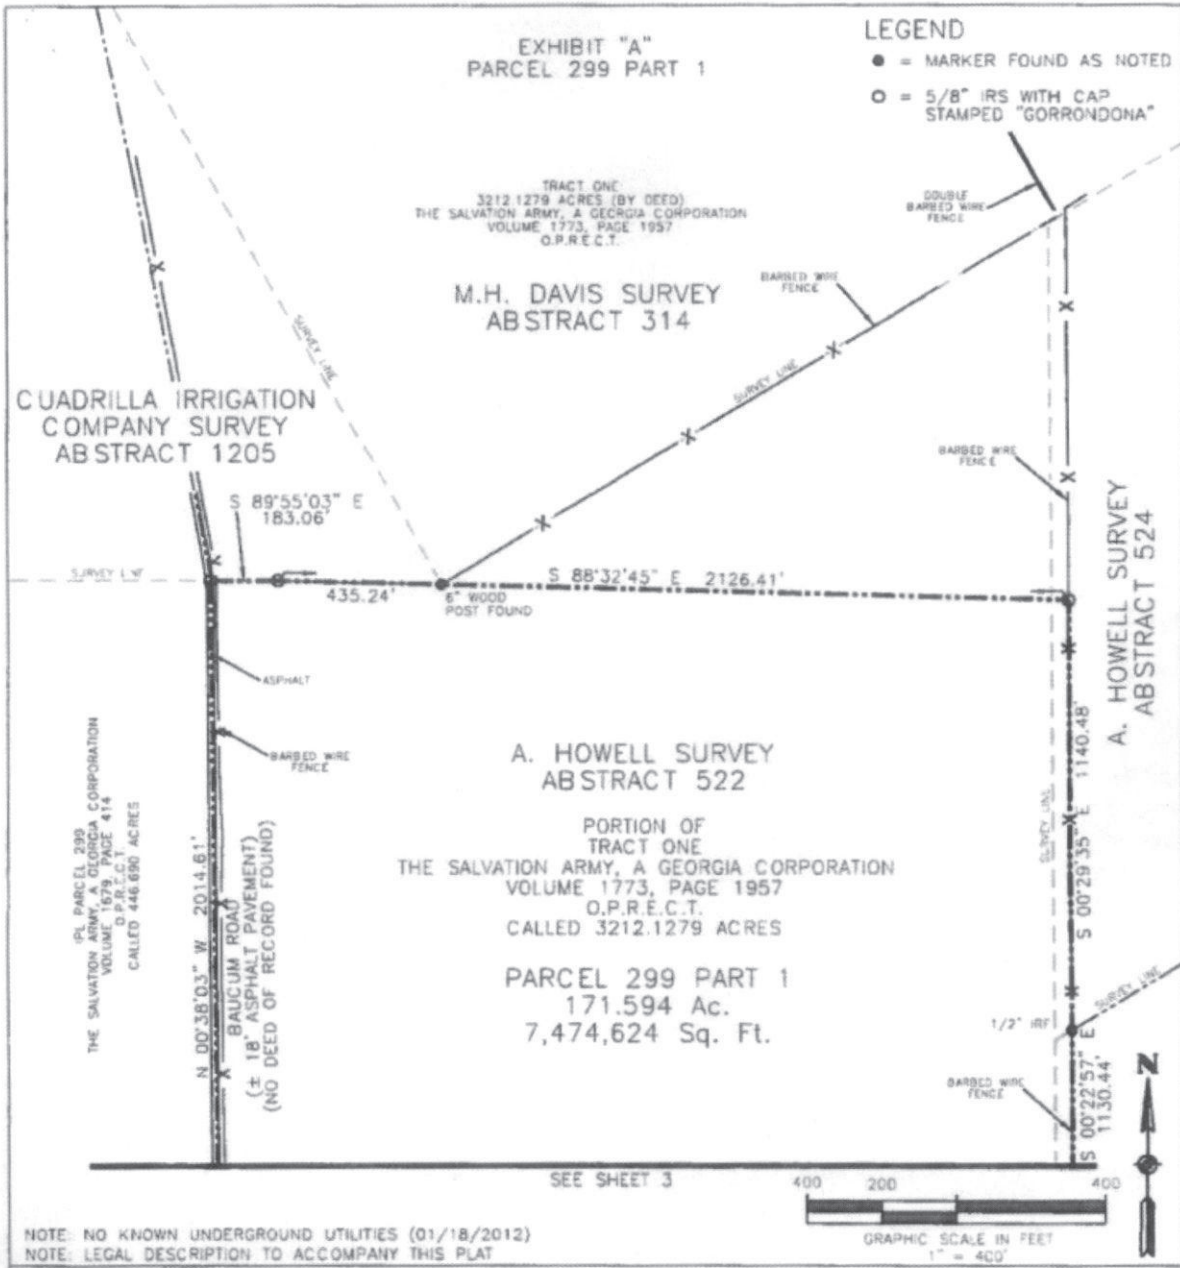 EXHIBIT "A"
PARCEL 299 PART 1
LEGEND
= MARKER FOUND AS NOTED
= 5/8" IRS WITH CAP
STAMPED "GORRONDONA"
TRACT ONE
3212.1279 ACRES (BY DEED)
THE SALVATION ARMY, A GEORGIA CORPORATION
VOLUME 1773, PAGE 1957
O.P.R.E.C.T.
DOUBLE
BARBED WIRE
FENCE
BARBED WIRE
FENCE
M.H. DAVIS SURVEY
ABSTRACT 314
SURVEY LINE
SURVEY LINE
CUADRILLA IRRIGATION
COMPANY SURVEY
ABSTRACT 1205
BARBED WIRE
FENCE
A. HOWELL SURVEY
ABSTRACT 524
S 89°55'03" E
183.06'
SURVEY LINE
435.24'
6" WOOD
POST FOUND
S 88°32'45" E 2126.41'
ASPHALT
BARBED WIRE
FENCE
IPL PARCEL 299
THE SALVATION ARMY, A GEORGIA CORPORATION
VOLUME 1679, PAGE 414
O.P.R.E.C.T.
CALLED 446.690 ACRES
N 00°38'03" W 2014.61'
BAUCUM ROAD
(± 18" ASPHALT PAVEMENT)
(NO DEED OF RECORD FOUND)
A. HOWELL SURVEY
ABSTRACT 522
PORTION OF
TRACT ONE
THE SALVATION ARMY, A GEORGIA CORPORATION
VOLUME 1773, PAGE 1957
O.P.R.E.C.T.
CALLED 3212.1279 ACRES
PARCEL 299 PART 1
171.594 Ac.
7,474,624 Sq. Ft.
SURVEY LINE
S 00°29'35" E 1140.48'
SURVEY LINE
1/2" IRF
BARBED WIRE
FENCE
S 00°22'57" E
1130.44'
N
SEE SHEET 3
400 200 400
GRAPHIC SCALE IN FEET
1" = 400'
NOTE: NO KNOWN UNDERGROUND UTILITIES (01/18/2012)
NOTE: LEGAL DESCRIPTION TO ACCOMPANY THIS PLAT